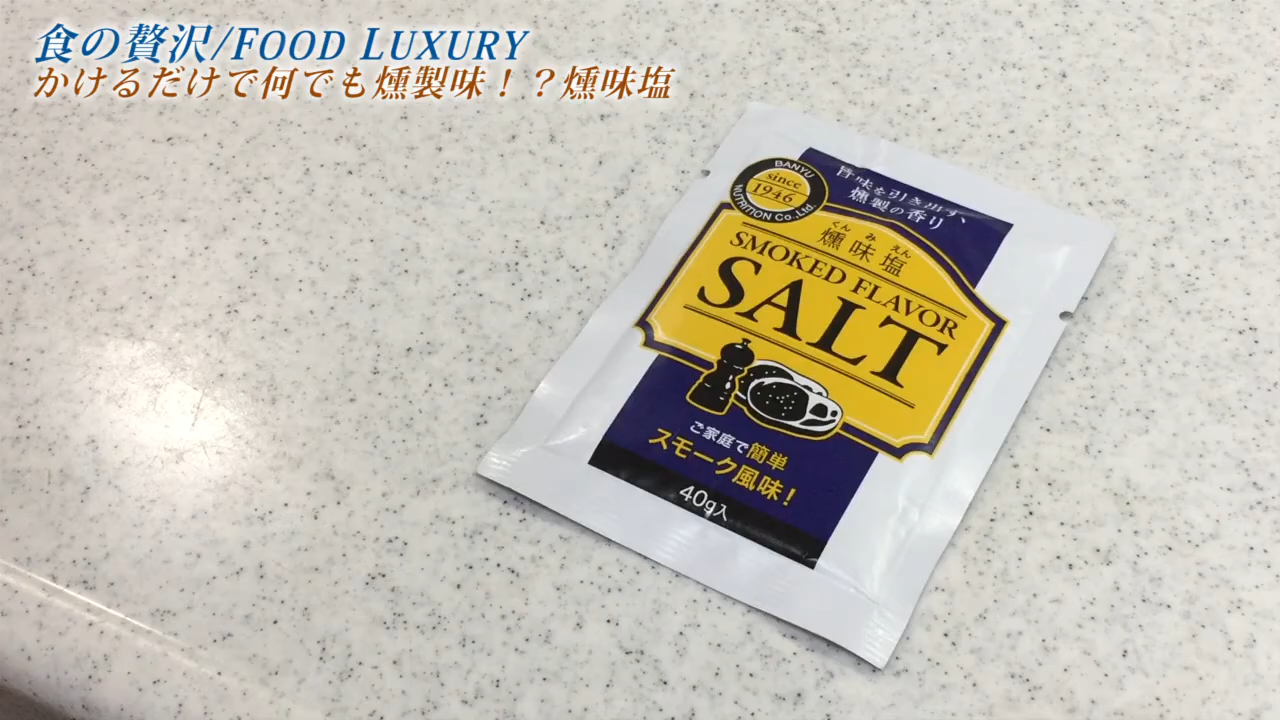 食の贅沢/FOOD LUXURY
かけるだけで何でも燻製味！？燻味塩
BANYU
since
1946
NUTRITION Co.,Ltd.
旨味を引き出す、
燻製の香り
くん み えん
燻味塩
SMOKED FLAVOR
SALT
ご家庭で簡単
スモーク風味！
40g入